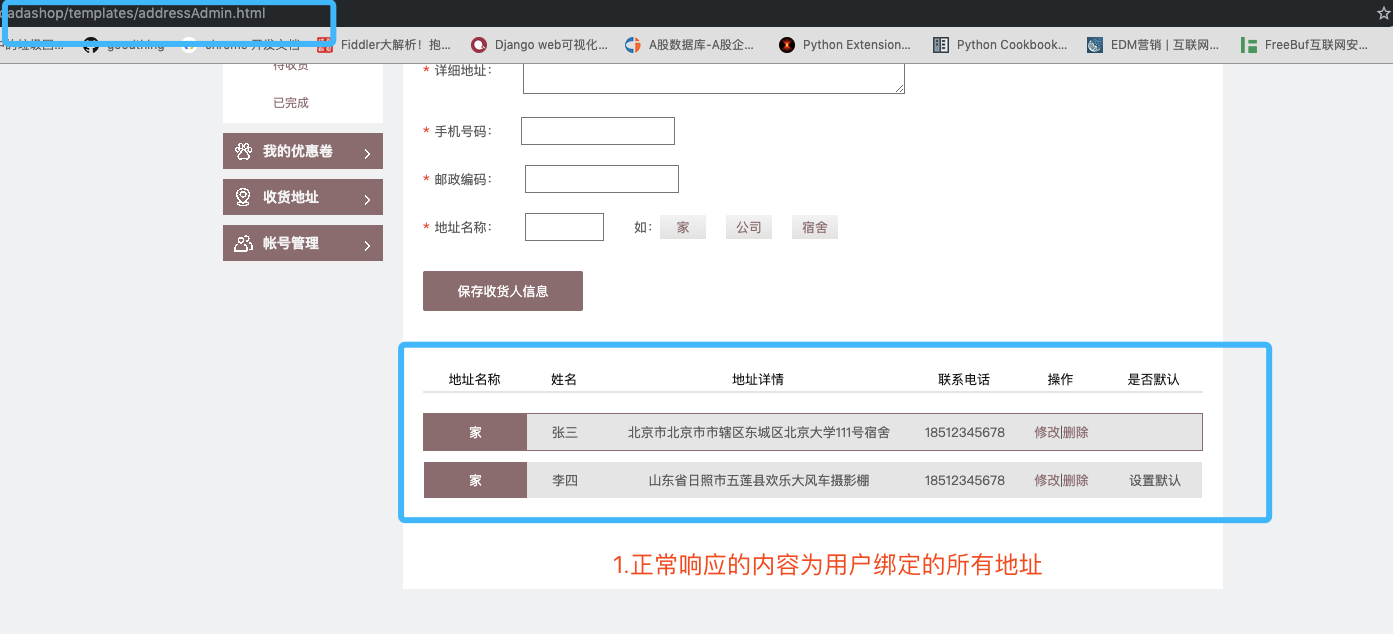 dadashop/templates/addressAdmin.html
Fiddler大解析！抱... Django web可视化... A股数据库-A股企... Python Extension... Python Cookbook... EDM营销 | 互联网... FreeBuf互联网安...
待收货
* 详细地址：
已完成
* 手机号码：
我的优惠卷
* 邮政编码：
收货地址
* 地址名称： 如： 家 公司 宿舍
帐号管理
保存收货人信息
地址名称 姓名 地址详情 联系电话 操作 是否默认
家 张三 北京市北京市市辖区东城区北京大学111号宿舍 18512345678 修改|删除
家 李四 山东省日照市五莲县欢乐大风车摄影棚 18512345678 修改|删除 设置默认
1.正常响应的内容为用户绑定的所有地址